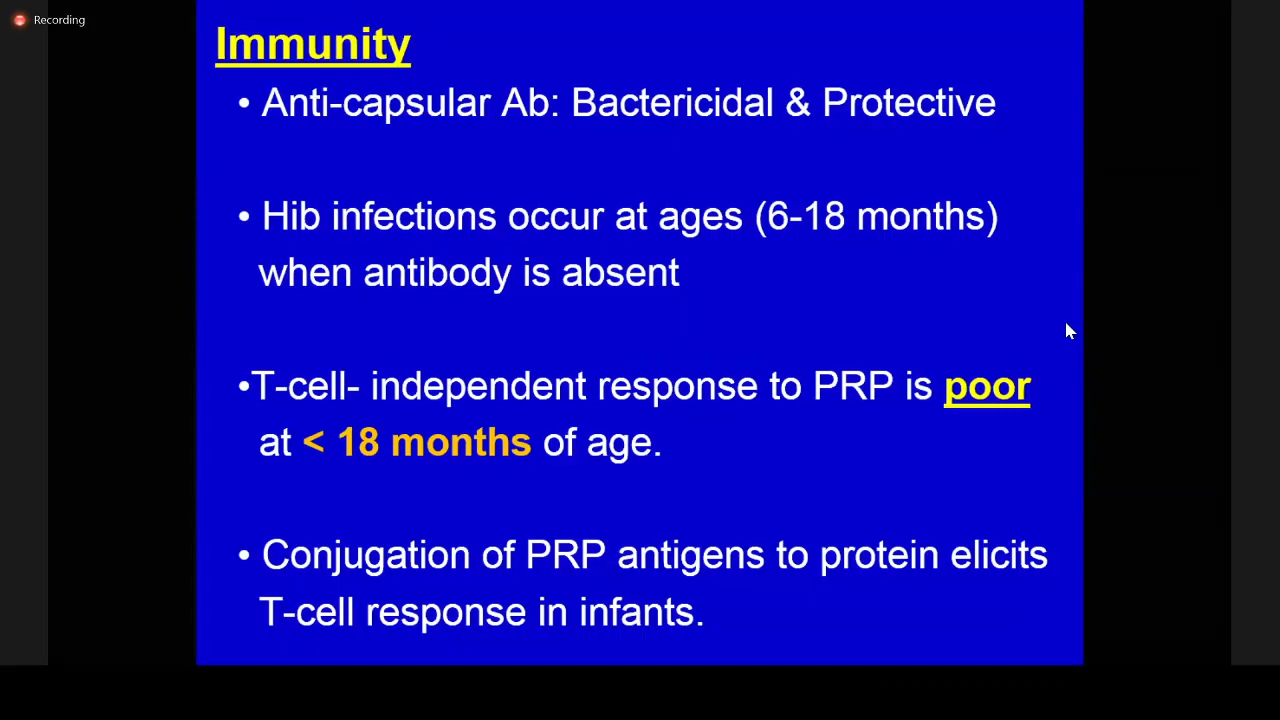 Recording
Immunity
• Anti-capsular Ab: Bactericidal & Protective
• Hib infections occur at ages (6-18 months)
when antibody is absent
•T-cell- independent response to PRP is poor
at < 18 months of age.
• Conjugation of PRP antigens to protein elicits
T-cell response in infants.